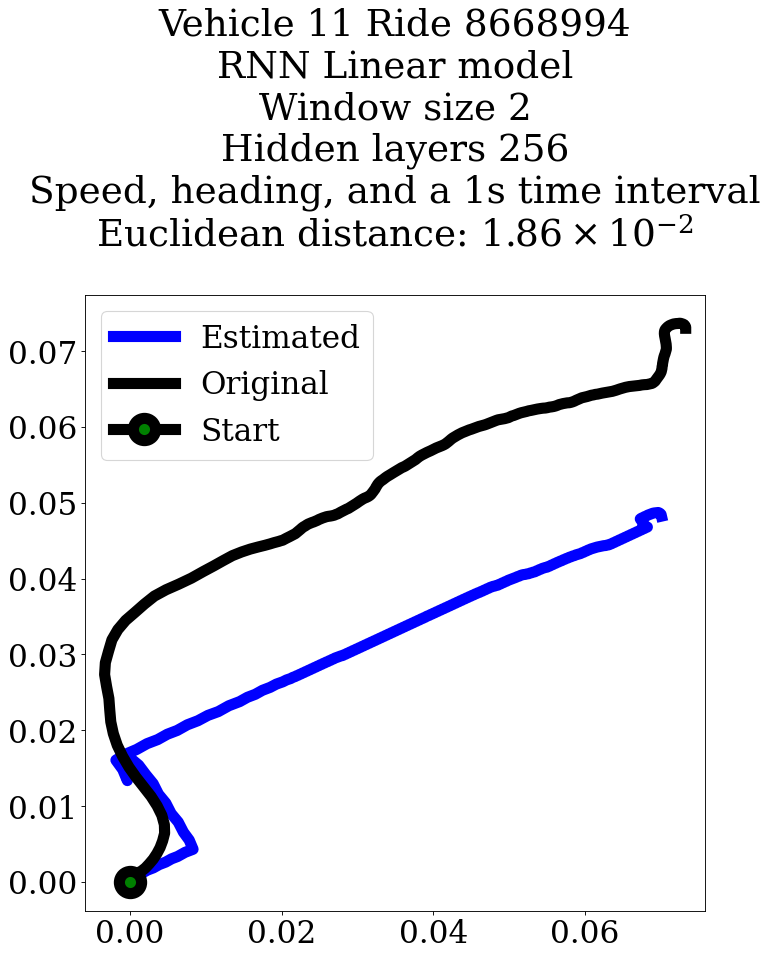 Vehicle 11 Ride 8668994
RNN Linear model
Window size 2
Hidden layers 256
Speed, heading, and a 1s time interval
Euclidean distance: 1.86 × 10⁻²
Estimated
Original
Start
0.07
0.06
0.05
0.04
0.03
0.02
0.01
0.00
0.00 0.02 0.04 0.06